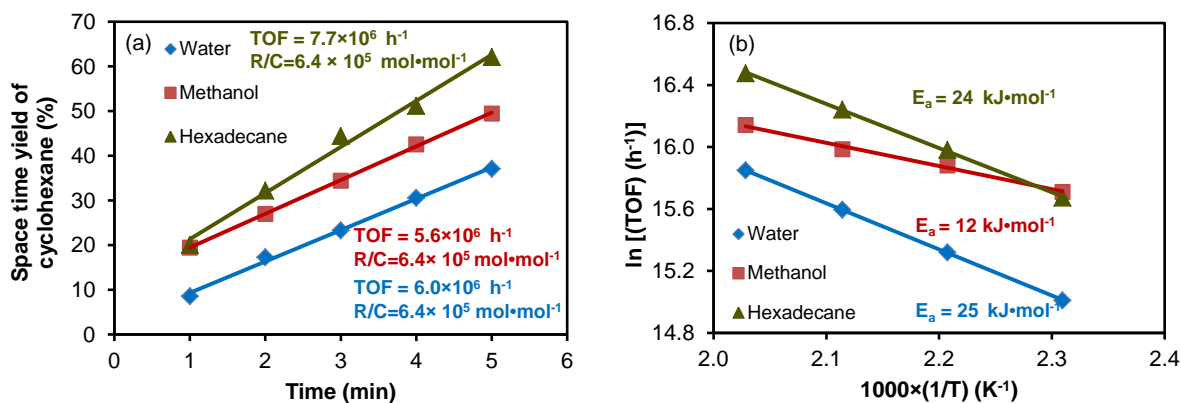 (a)
Water
Methanol
Hexadecane
TOF = 7.7×10⁶ h⁻¹
R/C=6.4 × 10⁵ mol•mol⁻¹
TOF = 5.6×10⁶ h⁻¹
R/C=6.4× 10⁵ mol•mol⁻¹
TOF = 6.0×10⁶ h⁻¹
R/C=6.4× 10⁵ mol•mol⁻¹
Space time yield of
cyclohexane (%)
70
60
50
40
30
20
10
0
0 1 2 3 4 5 6
Time (min)
(b)
Eₐ = 24 kJ•mol⁻¹
Eₐ = 12 kJ•mol⁻¹
Eₐ = 25 kJ•mol⁻¹
Water
Methanol
Hexadecane
ln [(TOF) (h⁻¹)]
16.8
16.4
16.0
15.6
15.2
14.8
2.0 2.1 2.2 2.3 2.4
1000×(1/T) (K⁻¹)